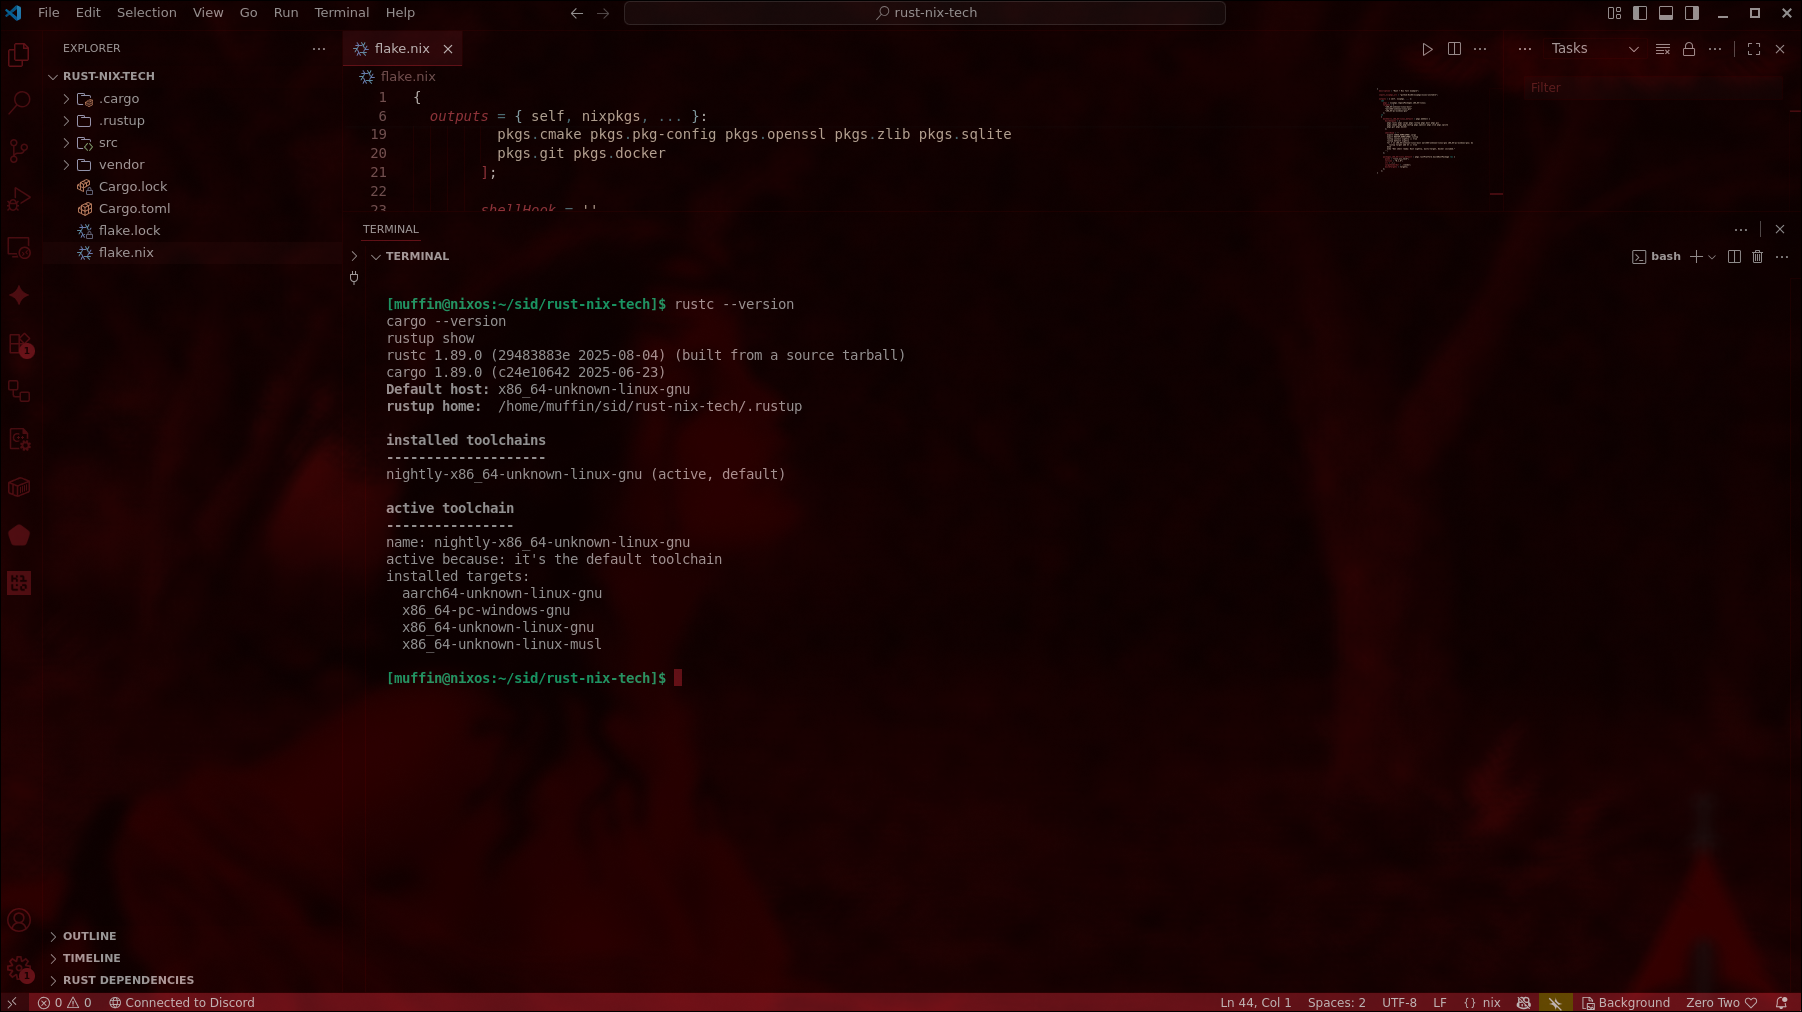 File Edit Selection View Go Run Terminal Help
rust-nix-tech
EXPLORER
RUST-NIX-TECH
.cargo
.rustup
src
vendor
Cargo.lock
Cargo.toml
flake.lock
flake.nix
OUTLINE
TIMELINE
RUST DEPENDENCIES
flake.nix
flake.nix
1 {
6 outputs = { self, nixpkgs, ... }:
19 pkgs.cmake pkgs.pkg-config pkgs.openssl pkgs.zlib pkgs.sqlite
20 pkgs.git pkgs.docker
21 ];
22
23 shellHook = ''
Tasks
Filter
TERMINAL
TERMINAL
bash
[muffin@nixos:~/sid/rust-nix-tech]$ rustc --version
cargo --version
rustup show
rustc 1.89.0 (29483883e 2025-08-04) (built from a source tarball)
cargo 1.89.0 (c24e10642 2025-06-23)
Default host: x86_64-unknown-linux-gnu
rustup home:  /home/muffin/sid/rust-nix-tech/.rustup
installed toolchains
--------------------
nightly-x86_64-unknown-linux-gnu (active, default)
active toolchain
----------------
name: nightly-x86_64-unknown-linux-gnu
active because: it's the default toolchain
installed targets:
aarch64-unknown-linux-gnu
x86_64-pc-windows-gnu
x86_64-unknown-linux-gnu
x86_64-unknown-linux-musl
[muffin@nixos:~/sid/rust-nix-tech]$
0 0 Connected to Discord
Ln 44, Col 1 Spaces: 2 UTF-8 LF {} nix Background Zero Two ♡